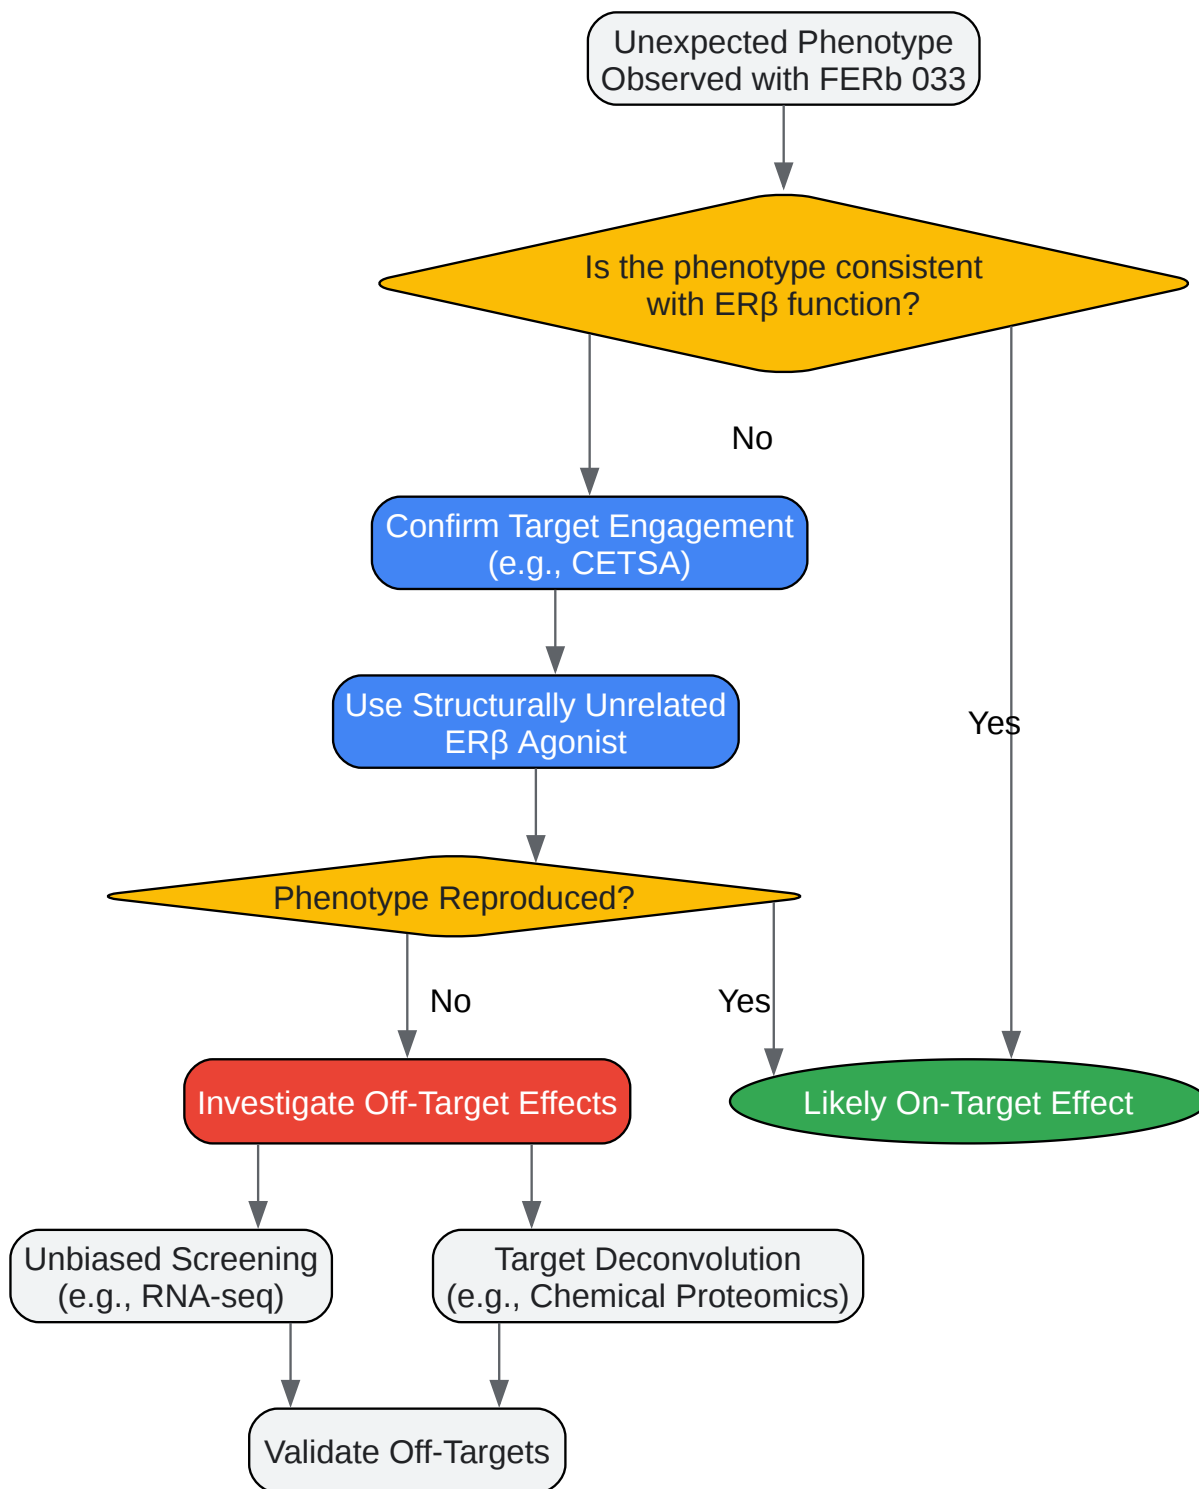 Unexpected Phenotype
Observed with FERb 033
Is the phenotype consistent
with ERβ function?
No
Confirm Target Engagement
(e.g., CETSA)
Use Structurally Unrelated
ERβ Agonist
Yes
Phenotype Reproduced?
No
Yes
Investigate Off-Target Effects
Likely On-Target Effect
Unbiased Screening
(e.g., RNA-seq)
Target Deconvolution
(e.g., Chemical Proteomics)
Validate Off-Targets